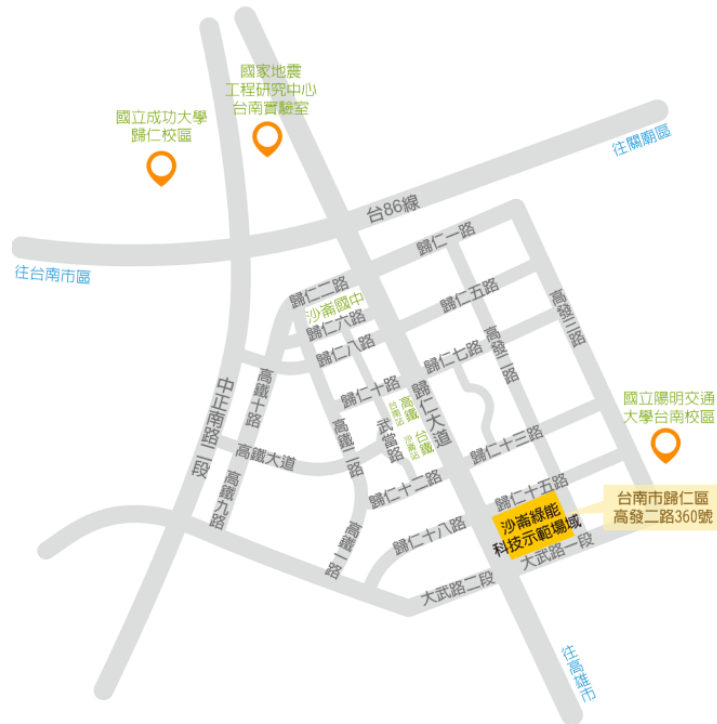 國家地震
工程研究中心
台南實驗室
國立成功大學
歸仁校區
往關廟區
台86線
往台南市區
歸仁一路
歸仁二路
沙崙國中
歸仁六路
歸仁五路
高發三路
歸仁八路
高發二路
歸仁七路
中正南路二段
高鐵十路
歸仁十路
高鐵
台南站
歸仁大道
國立陽明交通
大學台南校區
武當路
台鐵
沙崙站
高鐵二路
歸仁十三路
高鐵大道
高鐵九路
歸仁十二路
歸仁十五路
台南市歸仁區
高發二路360號
沙崙綠能
科技示範場域
歸仁十八路
高鐵一路
大武路一段
大武路二段
往高雄市